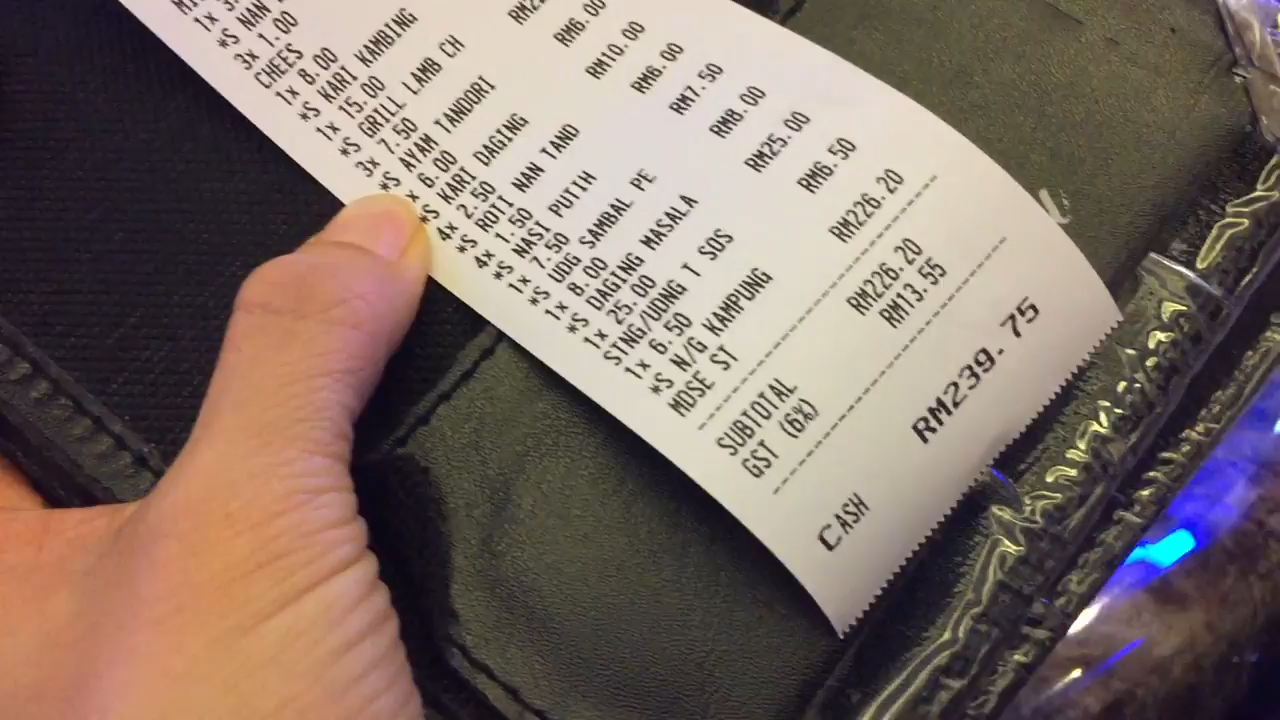 *S NAN
3x 1.00
CHEES
1x 8.00
*S KARI KAMBING
1x 15.00
*S GRILL LAMB CH
3x 7.50
*S AYAM TANDORI
x 6.00
*S KARI DAGING RM6.00
4x 2.50
*S ROTI NAN TAND RM10.00
4x 1.50
*S NASI PUTIH RM6.00
1x 7.50
*S UDG SAMBAL PE RM7.50
1x 8.00
*S DAGING MASALA RM8.00
1x 25.00
STNG/UDNG T SOS RM25.00
1x 6.50
*S N/G KAMPUNG RM6.50
MDSE ST RM226.20
SUBTOTAL RM226.20
GST (6%) RM13.55
CASH RM239.75